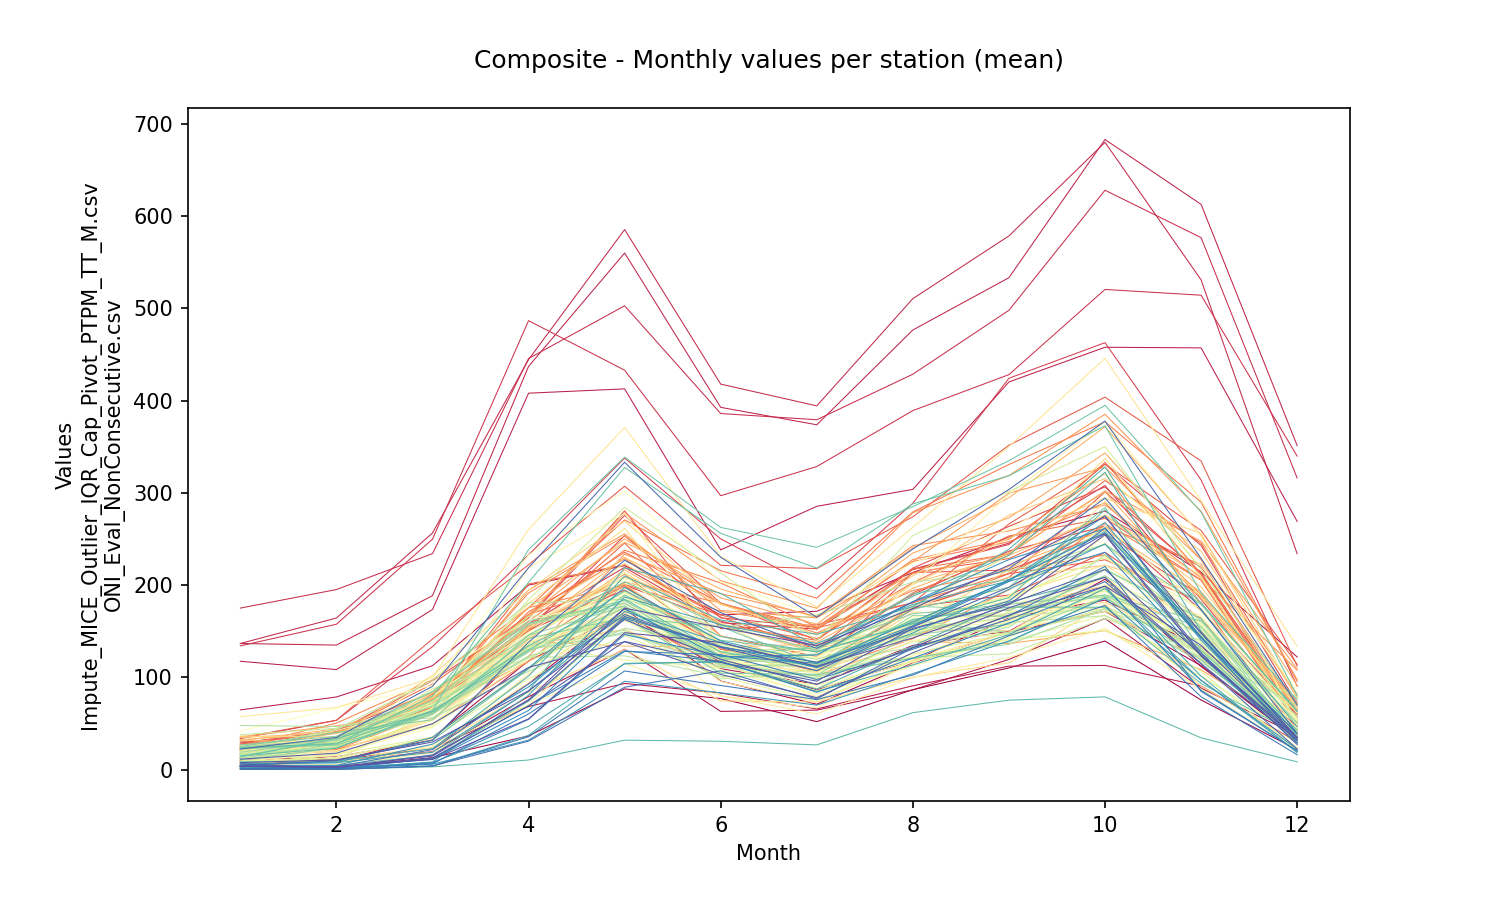 Composite - Monthly values per station (mean)
Values
Impute_MICE_Outlier_IQR_Cap_Pivot_PTPM_TT_M.csv
ONI_Eval_NonConsecutive.csv
700
600
500
400
300
200
100
0
2 4 6 8 10 12
Month